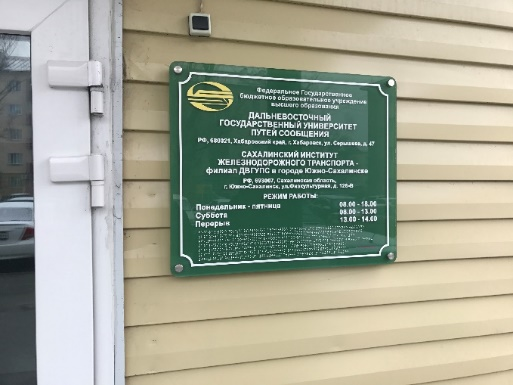 Федеральное Государственное
бюджетное образовательное учреждение
высшего образования
ДАЛЬНЕВОСТОЧНЫЙ
ГОСУДАРСТВЕННЫЙ УНИВЕРСИТЕТ
ПУТЕЙ СООБЩЕНИЯ
РФ, 680021, Хабаровский край, г. Хабаровск, ул. Серышева, д. 47
САХАЛИНСКИЙ ИНСТИТУТ
ЖЕЛЕЗНОДОРОЖНОГО ТРАНСПОРТА -
филиал ДВГУПС в городе Южно-Сахалинске
РФ, 693007, Сахалинская область,
г. Южно-Сахалинск, ул.Физкультурная, д. 126-В
РЕЖИМ РАБОТЫ:
Понедельник - пятница 08.00 - 18.00
Суббота 08.00 - 13.00
Перерыв 13.00 - 14.00